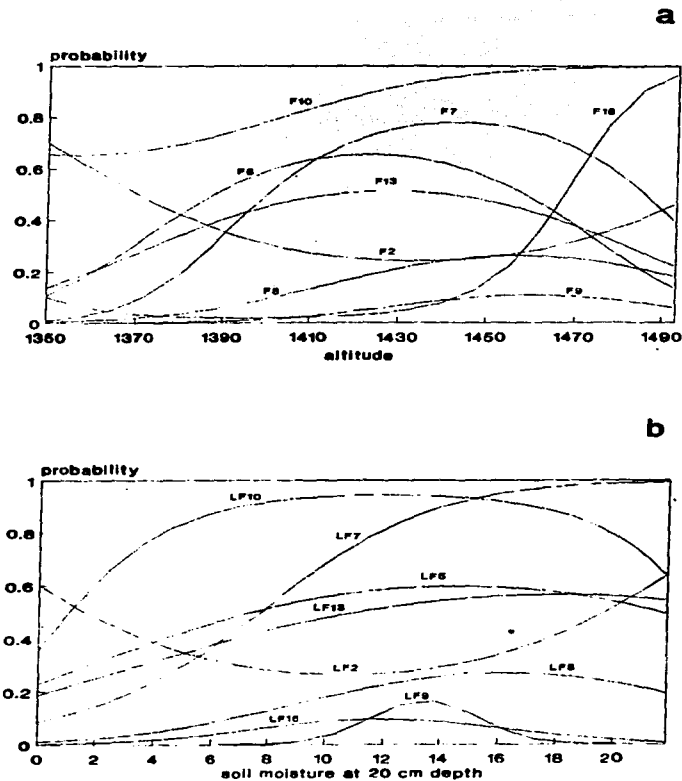 a
probability
1
F10
F7
F16
0.8
F6
0.6
F13
0.4
F2
0.2
F8
F9
0
1350 1370 1390 1410 1430 1450 1470 1490
altitude
b
probability
1
LF10
0.8
LF7
0.6
LF6
LF13
0.4
LF2
LF8
0.2
LF9
LF16
0
0 2 4 6 8 10 12 14 16 18 20
soil moisture at 20 cm depth